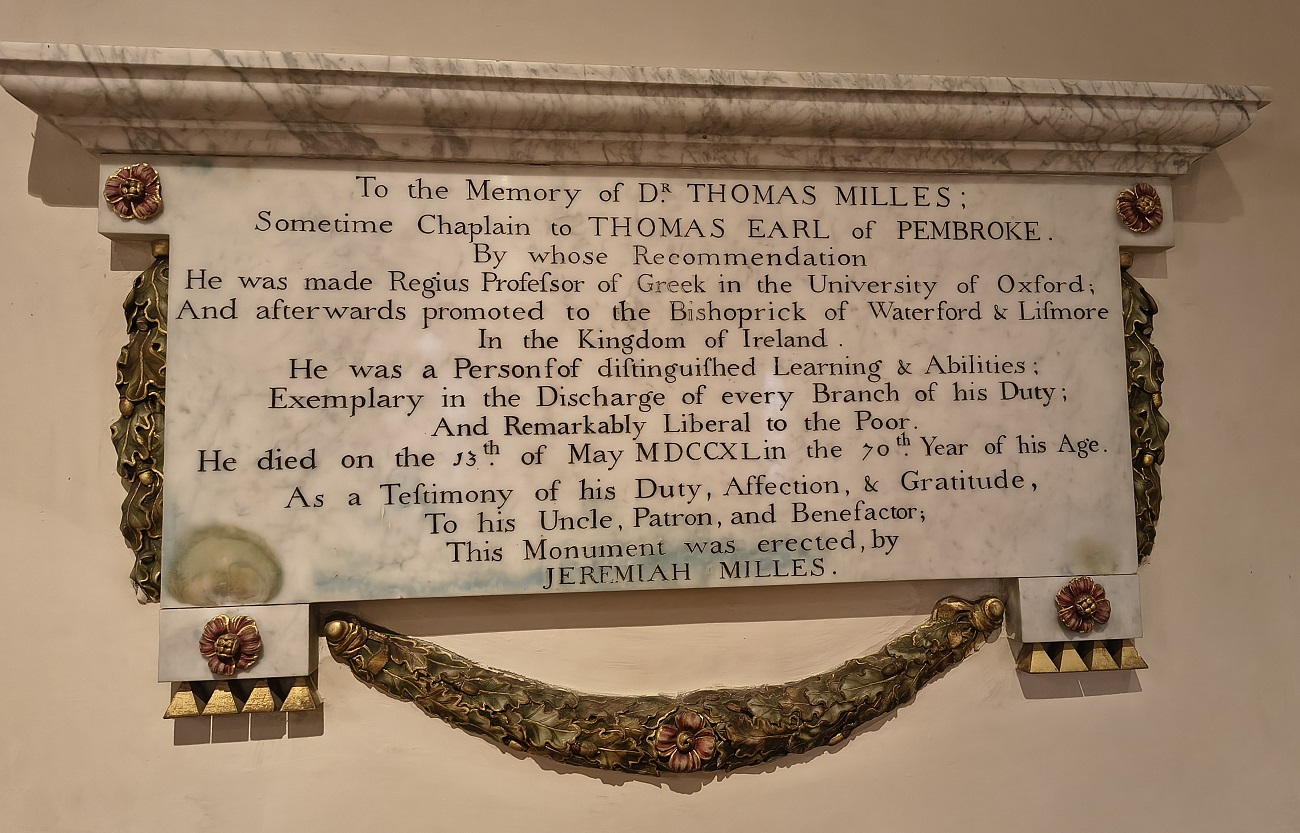 To the Memory of Dᴿ. THOMAS MILLES;
Sometime Chaplain to THOMAS EARL of PEMBROKE.
By whose Recommendation
He was made Regius Profeſsor of Greek in the University of Oxford;
And afterwards promoted to the Bishoprick of Waterford & Liſmore
In the Kingdom of Ireland.
He was a Personſof diſtinguiſhed Learning & Abilities;
Exemplary in the Discharge of every Branch of his Duty;
And Remarkably Liberal to the Poor.
He died on the 13th. of May MDCCXL in the 70th. Year of his Age.
As a Teſtimony of his Duty, Affection, & Gratitude,
To his Uncle, Patron, and Benefactor;
This Monument was erected, by
JEREMIAH MILLES.